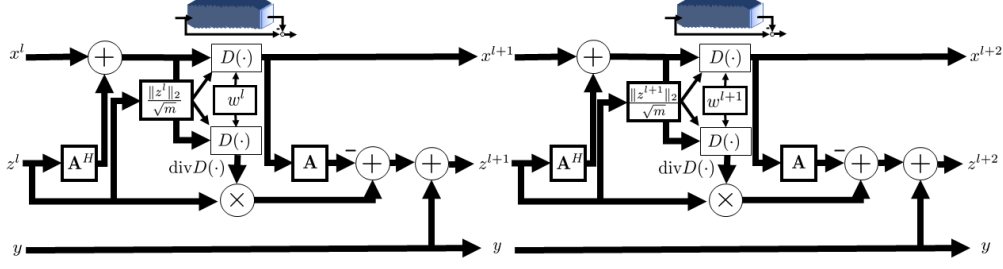 x^l + D(·) x^{l+1} + D(·) x^{l+2}
‖z^l‖_2 / √m w^l ‖z^{l+1}‖_2 / √m w^{l+1}
D(·) D(·)
z^l A^H divD(·) A − + + z^{l+1} A^H divD(·) A − + + z^{l+2}
× ×
y y y